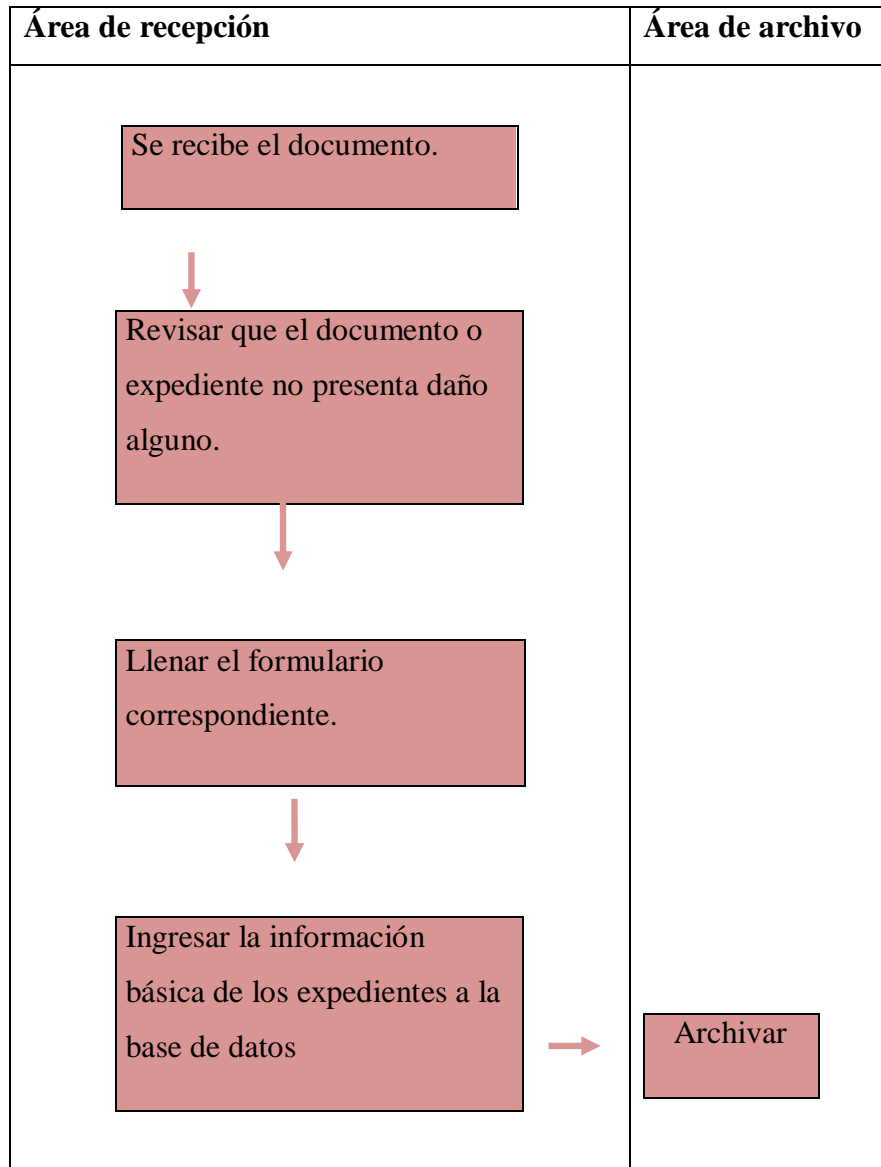 Área de recepción
Área de archivo
Se recibe el documento.
Revisar que el documento o
expediente no presenta daño
alguno.
Llenar el formulario
correspondiente.
Ingresar la información
básica de los expedientes a la
base de datos
Archivar